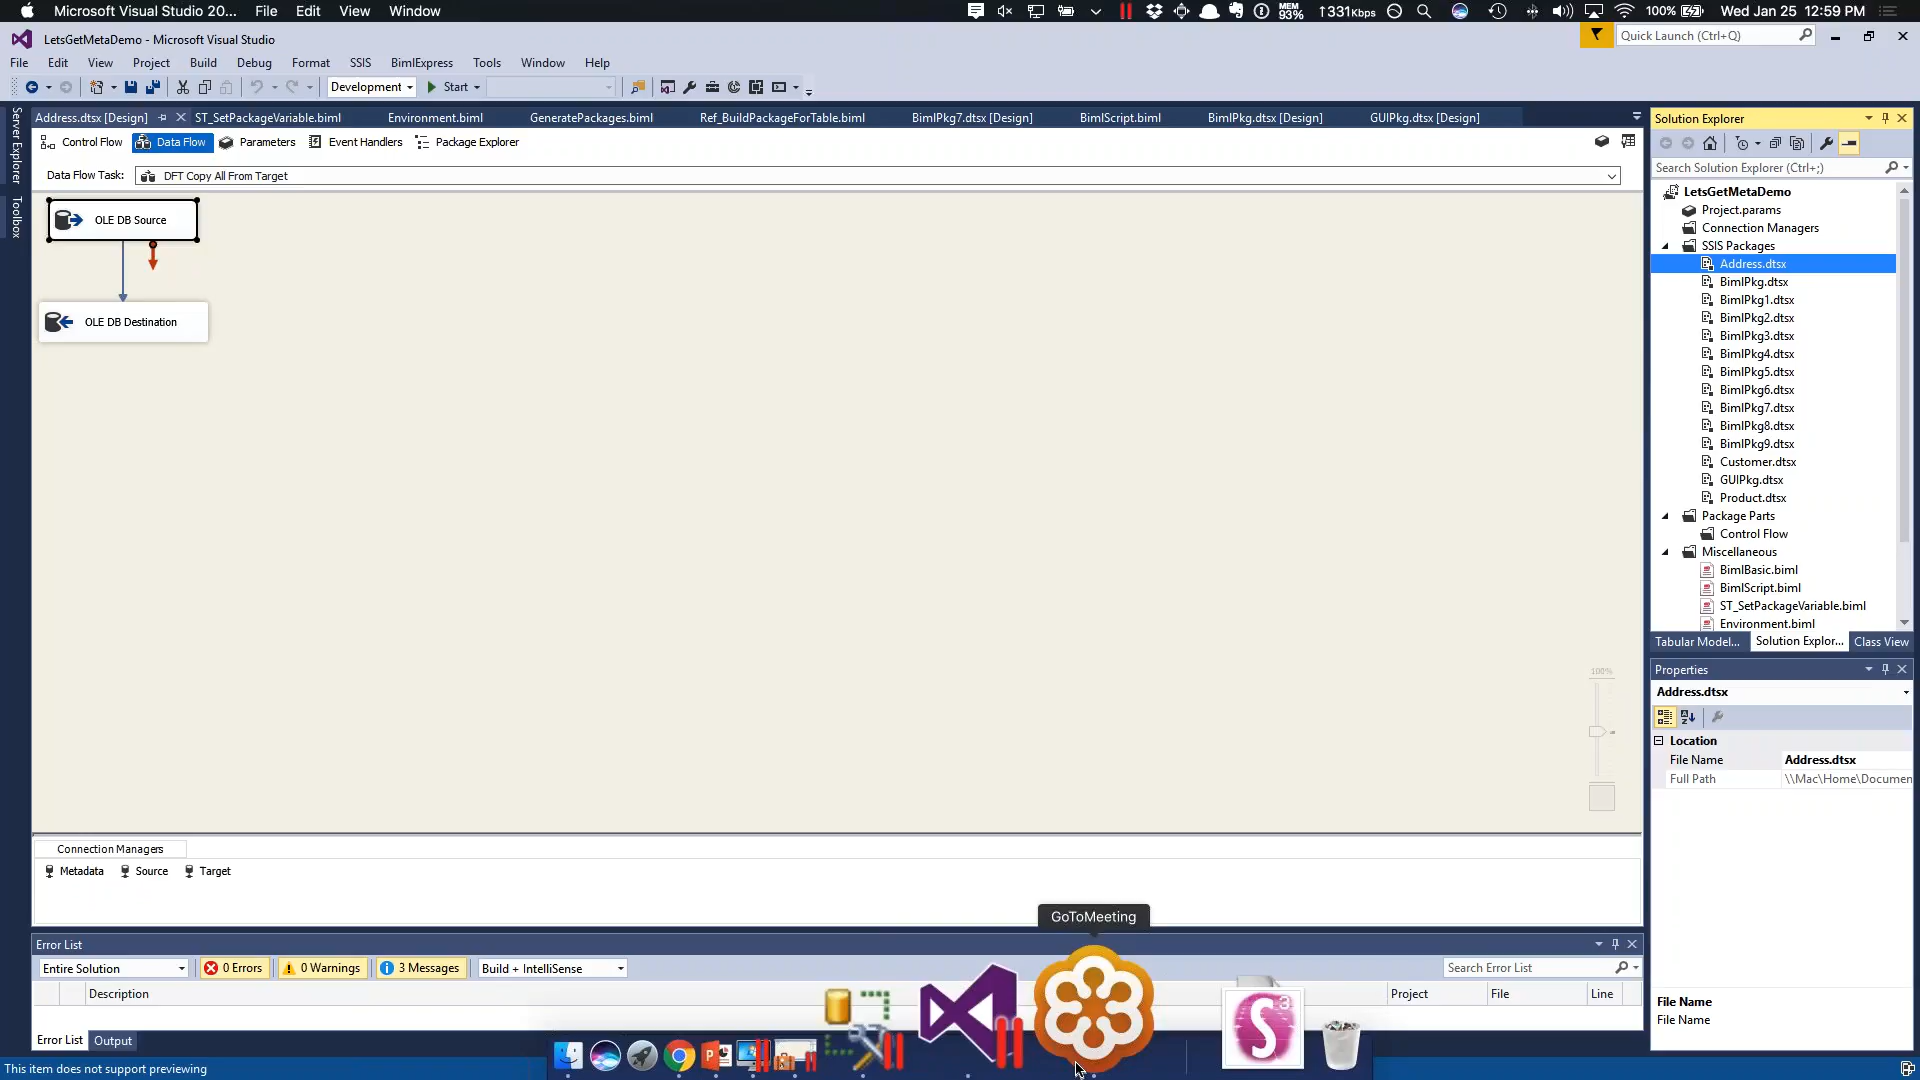 Microsoft Visual Studio 20... File Edit View Window MEM 93% ↑331Kbps 100% Wed Jan 25 12:59 PM
LetsGetMetaDemo - Microsoft Visual Studio Quick Launch (Ctrl+Q)
File Edit View Project Build Debug Format SSIS BimlExpress Tools Window Help
Development Start
Address.dtsx [Design] ST_SetPackageVariable.biml Environment.biml GeneratePackages.biml Ref_BuildPackageForTable.biml BimlPkg7.dtsx [Design] BimlScript.biml BimlPkg.dtsx [Design] GUIPkg.dtsx [Design]
Control Flow Data Flow Parameters Event Handlers Package Explorer
Data Flow Task: DFT Copy All From Target
Server Explorer
Toolbox
OLE DB Source
OLE DB Destination
100%
Connection Managers
Metadata Source Target
Error List
Entire Solution 0 Errors 0 Warnings 3 Messages Build + IntelliSense Search Error List
Description Project File Line
Error List Output
This item does not support previewing
GoToMeeting
S 3
Solution Explorer
Search Solution Explorer (Ctrl+;)
LetsGetMetaDemo
Project.params
Connection Managers
SSIS Packages
Address.dtsx
BimlPkg.dtsx
BimlPkg1.dtsx
BimlPkg2.dtsx
BimlPkg3.dtsx
BimlPkg4.dtsx
BimlPkg5.dtsx
BimlPkg6.dtsx
BimlPkg7.dtsx
BimlPkg8.dtsx
BimlPkg9.dtsx
Customer.dtsx
GUIPkg.dtsx
Product.dtsx
Package Parts
Control Flow
Miscellaneous
BimlBasic.biml
BimlScript.biml
ST_SetPackageVariable.biml
Environment.biml
Tabular Model... Solution Explor... Class View
Properties
Address.dtsx
Location
File Name Address.dtsx
Full Path \\Mac\Home\Documen
File Name
File Name